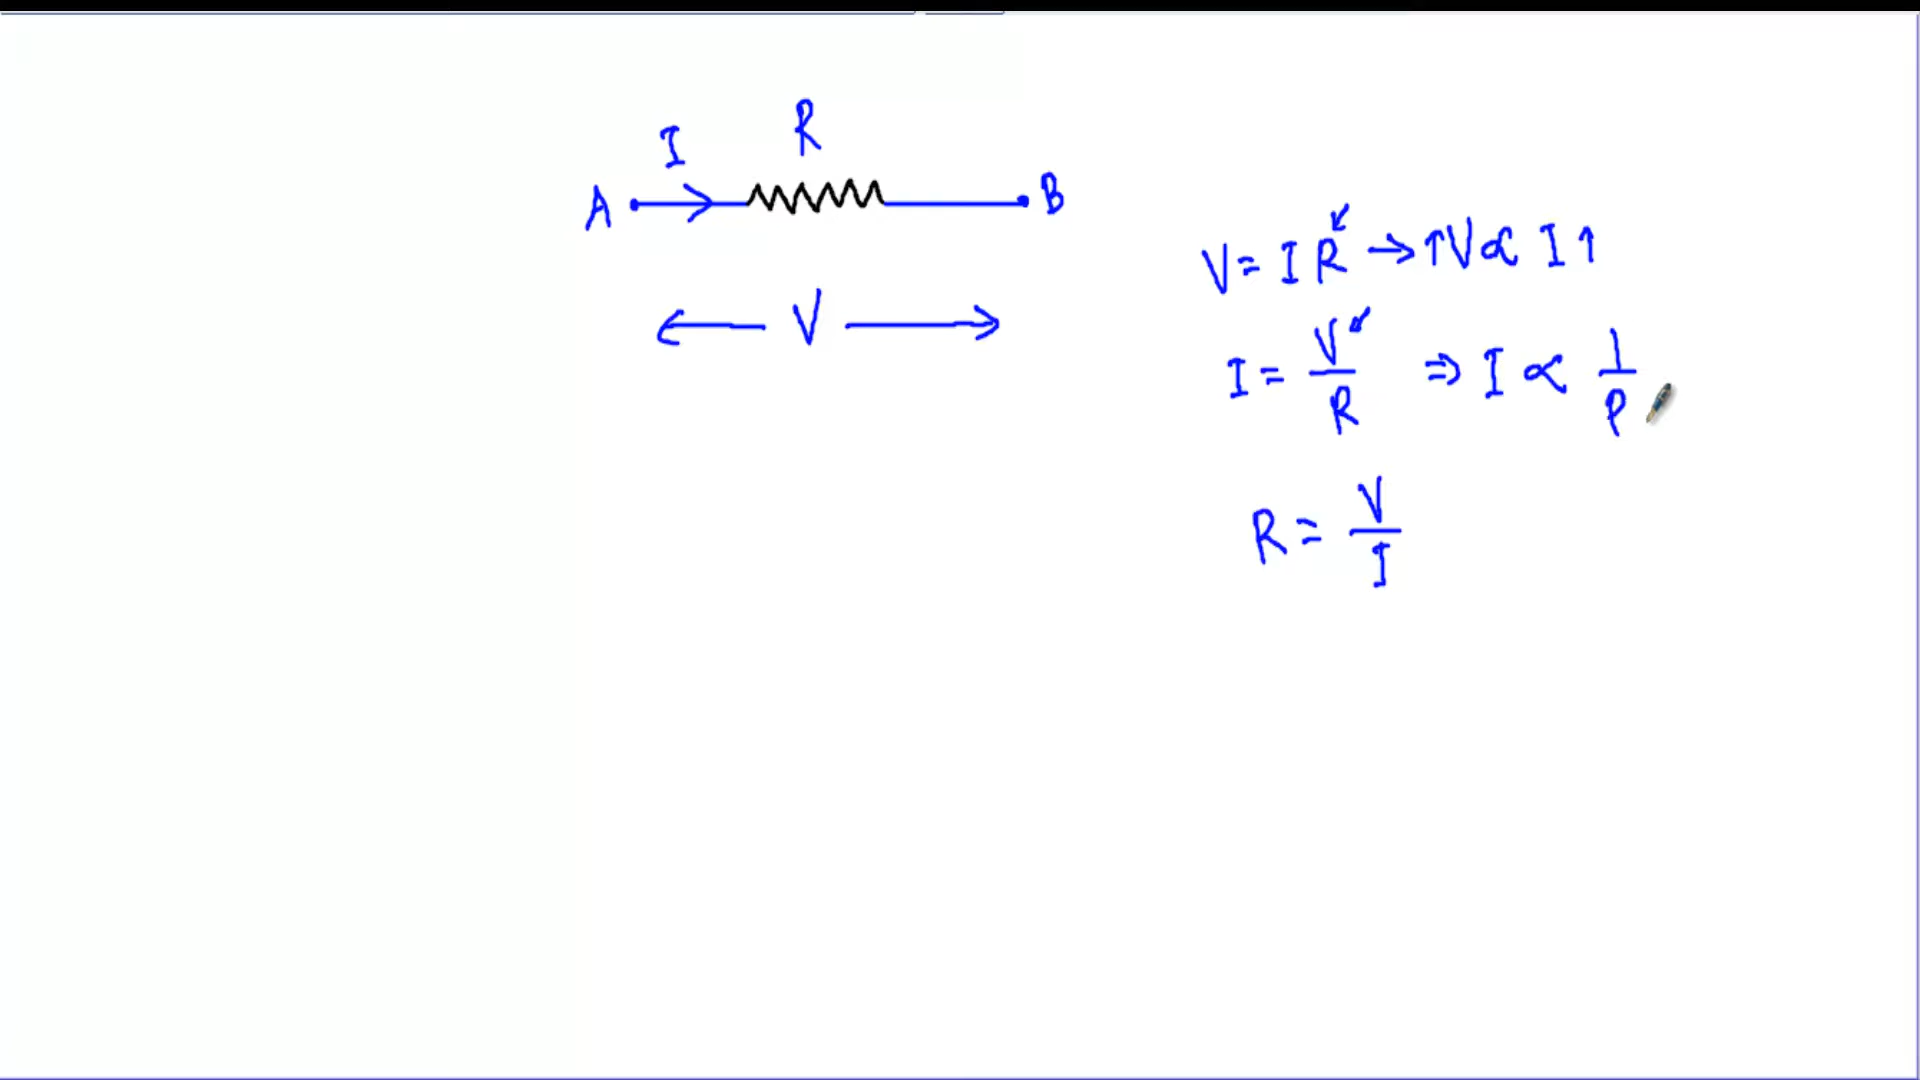 I R
A B
V
V = I R → ↑V ∝ I↑
I = V/R ⇒ I ∝ 1/P
R = V/I